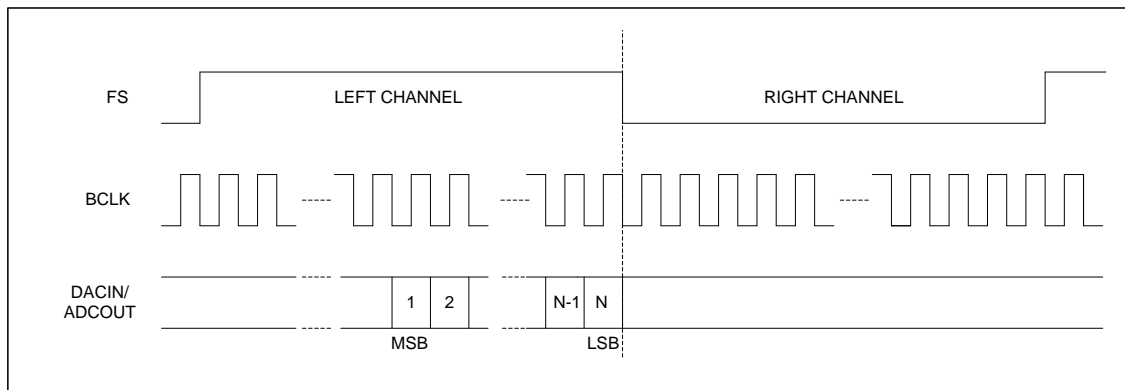 FS
LEFT CHANNEL
RIGHT CHANNEL
BCLK
DACIN/
ADCOUT
1
2
N-1
N
MSB
LSB